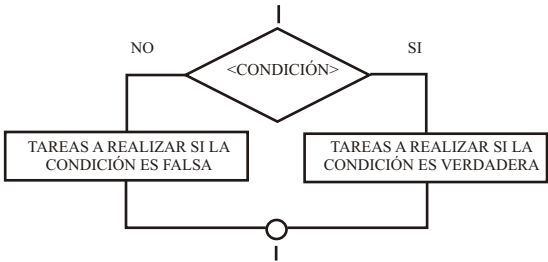 NO
SI
<CONDICIÓN>
TAREAS A REALIZAR SI LA
CONDICIÓN ES FALSA
TAREAS A REALIZAR SI LA
CONDICIÓN ES VERDADERA